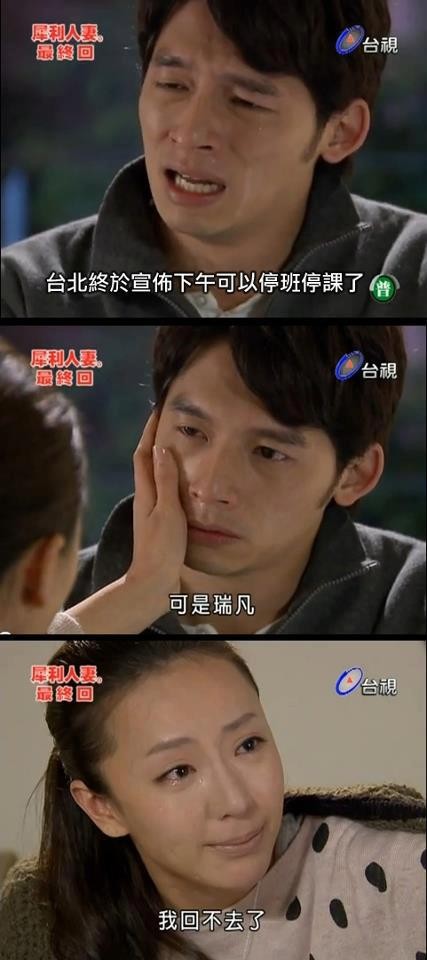 犀利人妻。
最終回
台視
台北終於宣佈下午可以停班停課了
普
犀利人妻。
最終回
台視
可是瑞凡
犀利人妻。
最終回
台視
我回不去了